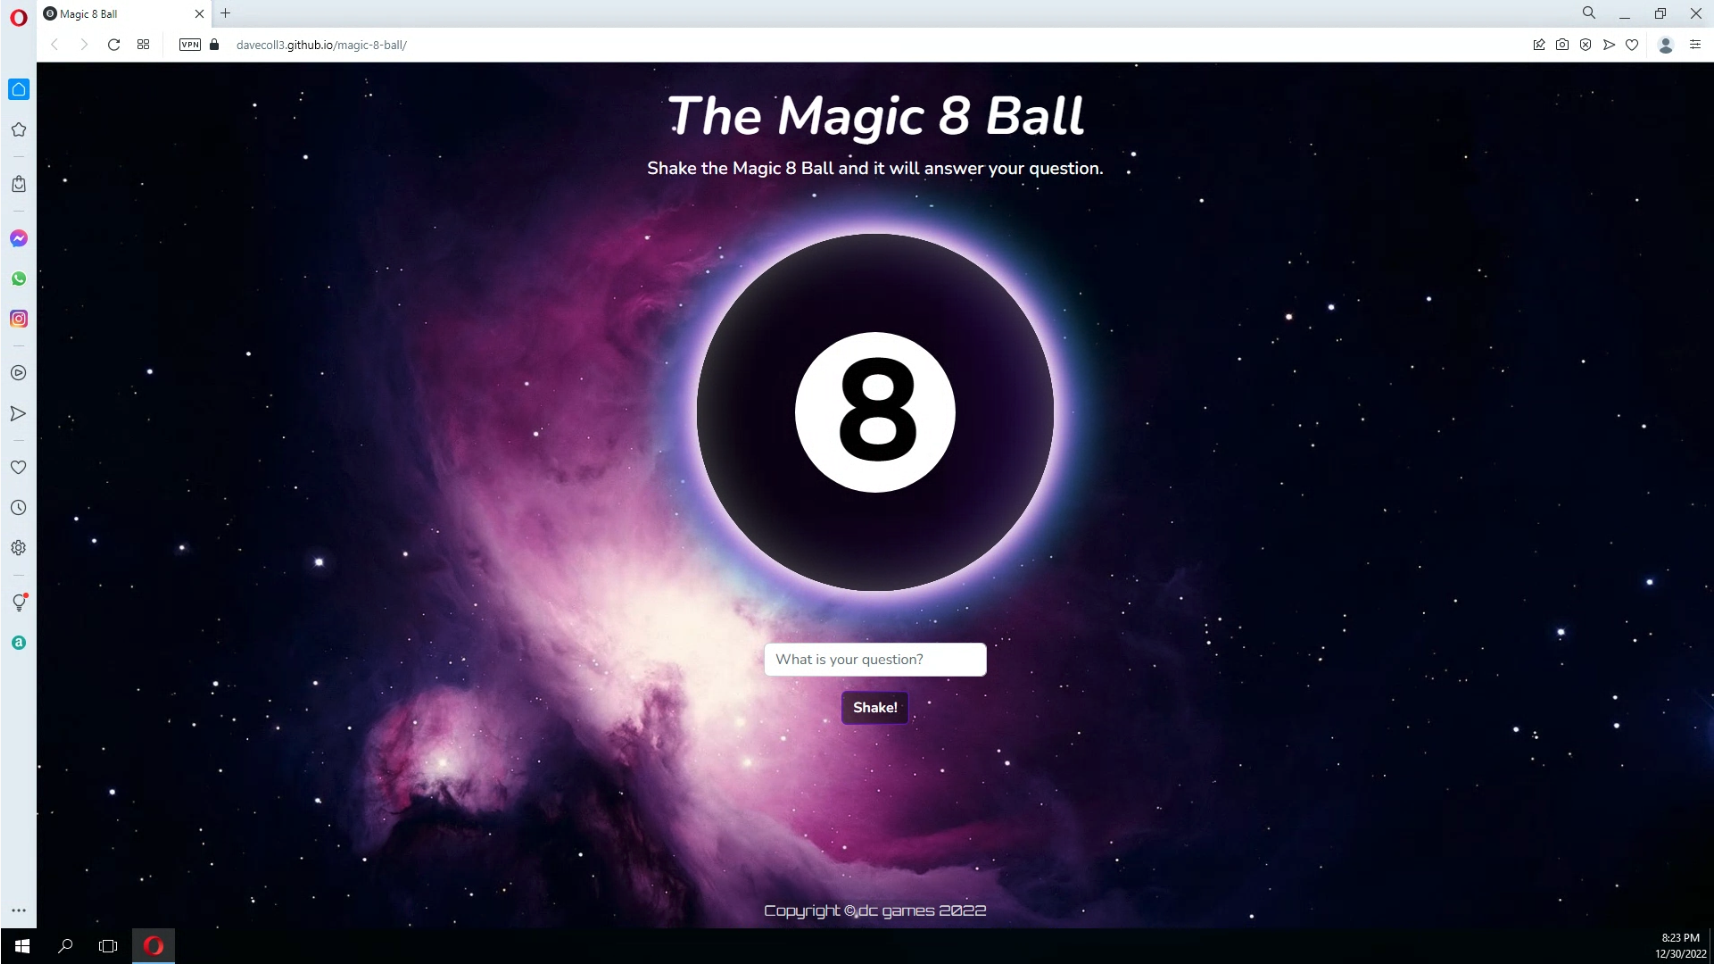 Magic 8 Ball
VPN
davecoll3.github.io/magic-8-ball/
The Magic 8 Ball
Shake the Magic 8 Ball and it will answer your question.
8
What is your question?
Shake!
a
Copyright © dc games 2022
8:23 PM
12/30/2022